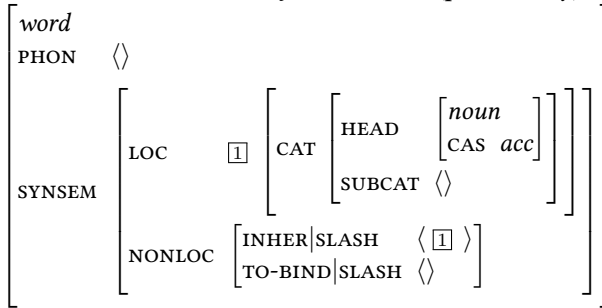 word
PHON ⟨⟩
SYNSEM
LOC [1]
CAT
HEAD
noun
CAS acc
SUBCAT ⟨⟩
NONLOC
INHER|SLASH ⟨ [1] ⟩
TO-BIND|SLASH ⟨⟩